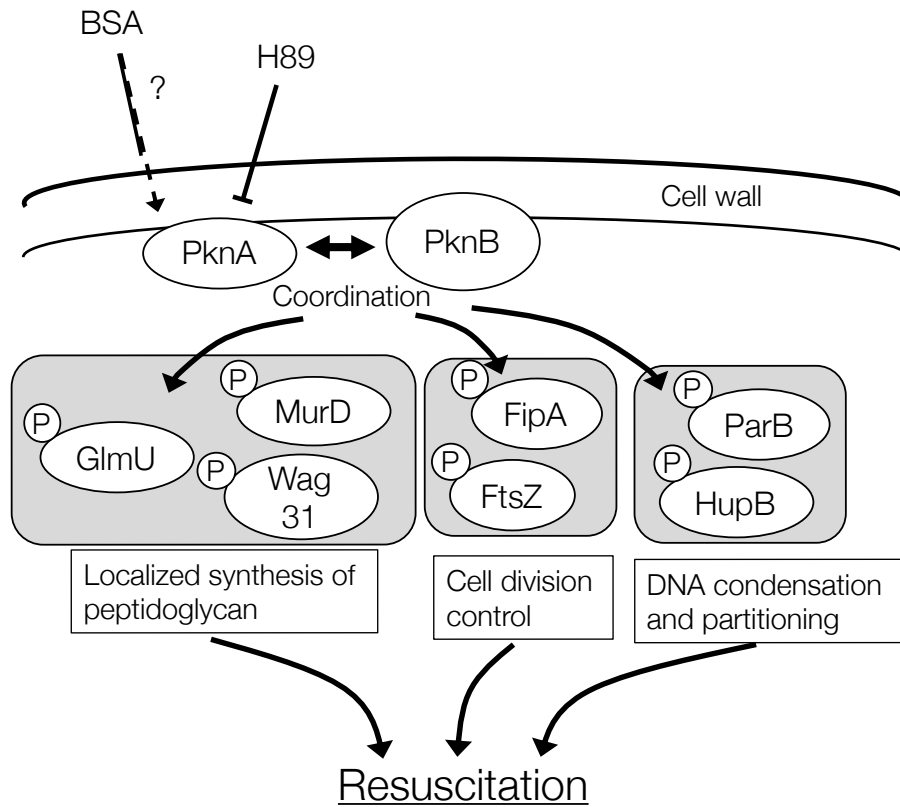 BSA
?
H89
Cell wall
PknA
PknB
Coordination
P
MurD
P
GlmU
P
Wag
31
P
FipA
P
FtsZ
P
ParB
P
HupB
Localized synthesis of
peptidoglycan
Cell division
control
DNA condensation
and partitioning
Resuscitation